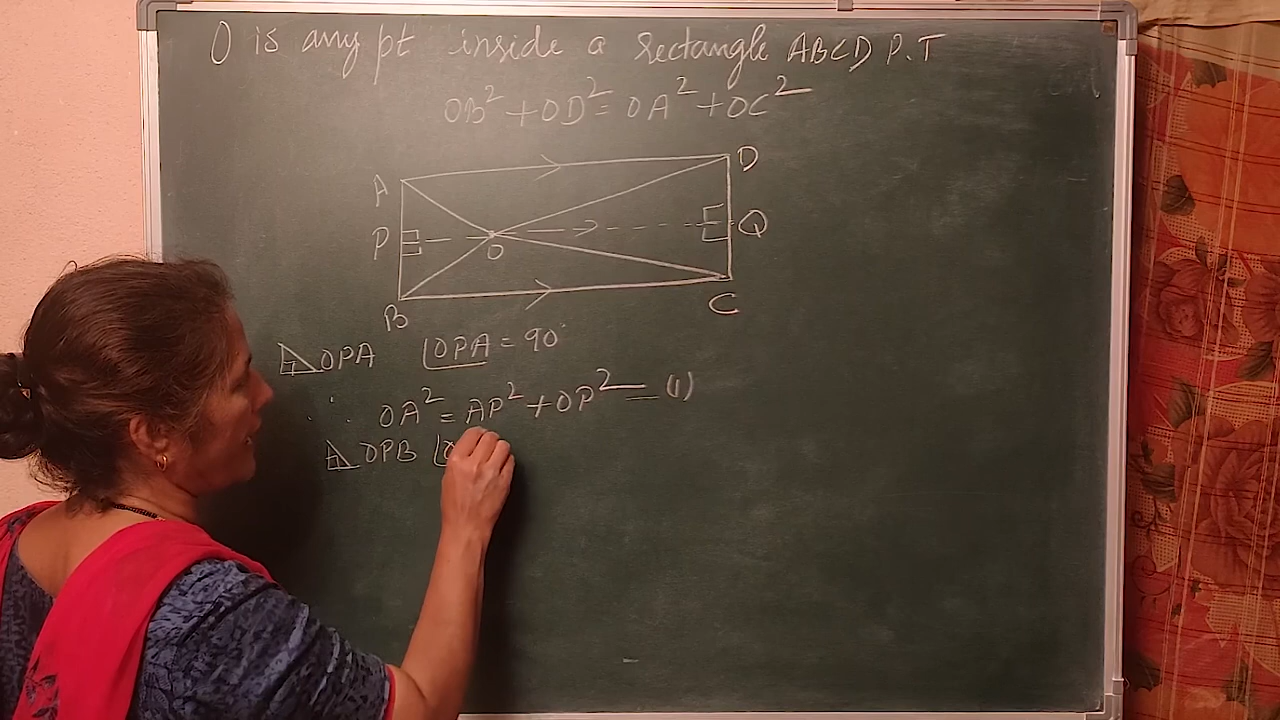 O is any pt inside a rectangle ABCD P.T
OB² + OD² = OA² + OC²
A
D
P
O
Q
B
C
OPA ∠OPA = 90°
∴ OA² = AP² + OP² — (1)
OPB